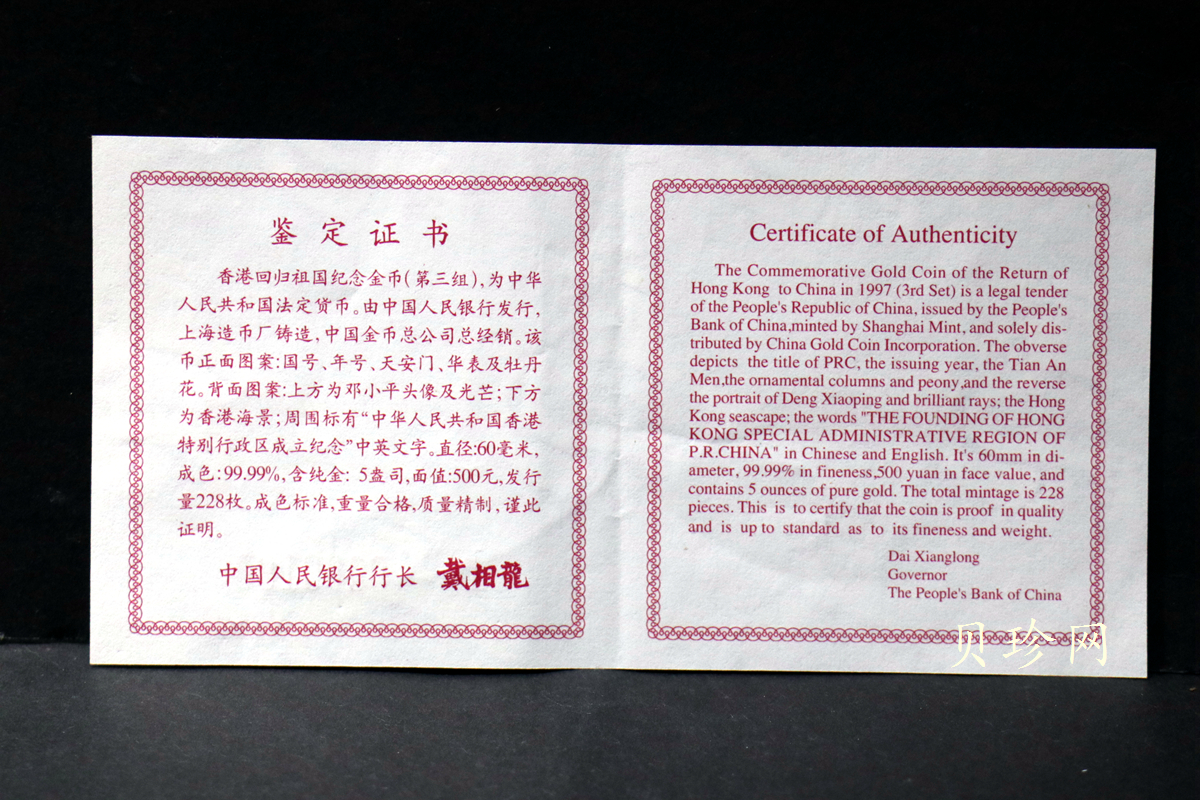 鉴定证书
香港回归祖国纪念金币(第三组),为中华
人民共和国法定货币。由中国人民银行发行,
上海造币厂铸造,中国金币总公司总经销。该
币正面图案:国号、年号、天安门、华表及牡丹
花。背面图案:上方为邓小平头像及光芒;下方
为香港海景;周围标有“中华人民共和国香港
特别行政区成立纪念”中英文字。直径:60毫米,
成色:99.99%,含纯金: 5盎司,面值:500元,发行
量228枚。成色标准,重量合格,质量精制,谨此
证明。
中国人民银行行长 戴相龍
Certificate of Authenticity
The Commemorative Gold Coin of the Return of
Hong Kong to China in 1997 (3rd Set) is a legal tender
of the People's Republic of China, issued by the People's
Bank of China,minted by Shanghai Mint, and solely dis-
tributed by China Gold Coin Incorporation. The obverse
depicts the title of PRC, the issuing year, the Tian An
Men,the ornamental columns and peony,and the reverse
the portrait of Deng Xiaoping and brilliant rays; the Hong
Kong seascape; the words "THE FOUNDING OF HONG
KONG SPECIAL ADMINISTRATIVE REGION OF
P.R.CHINA" in Chinese and English. It's 60mm in di-
ameter, 99.99% in fineness,500 yuan in face value, and
contains 5 ounces of pure gold. The total mintage is 228
pieces. This is to certify that the coin is proof in quality
and is up to standard as to its fineness and weight.
Dai Xianglong
Governor
The People's Bank of China
贝珍网